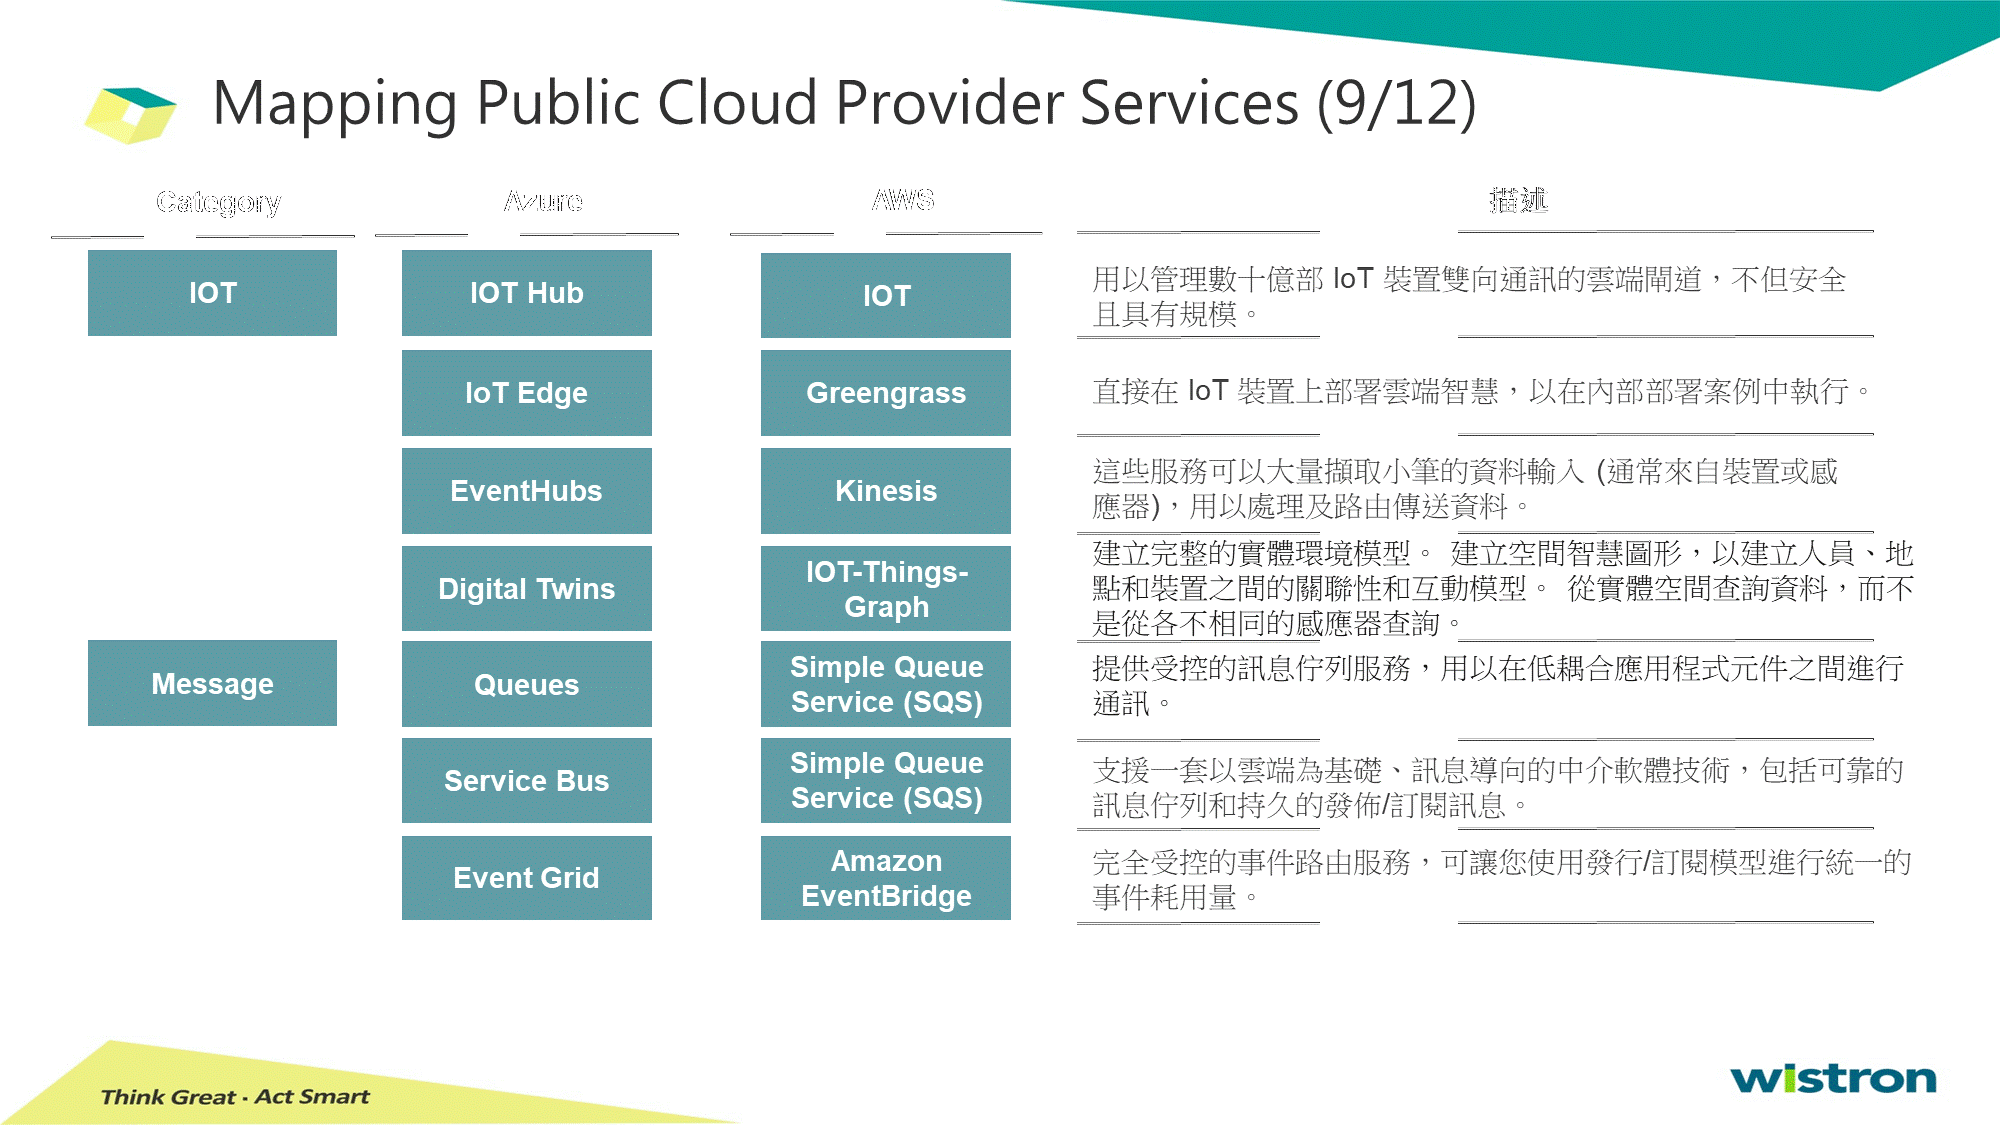 Mapping Public Cloud Provider Services (9/12)
Category
Azure
AWS
描述
IOT
IOT Hub
IOT
用以管理數十億部 IoT 裝置雙向通訊的雲端閘道，不但安全
且具有規模。
IoT Edge
Greengrass
直接在 IoT 裝置上部署雲端智慧，以在內部部署案例中執行。
EventHubs
Kinesis
這些服務可以大量擷取小筆的資料輸入 (通常來自裝置或感
應器)，用以處理及路由傳送資料。
Digital Twins
IOT-Things-
Graph
建立完整的實體環境模型。 建立空間智慧圖形，以建立人員、地
點和裝置之間的關聯性和互動模型。 從實體空間查詢資料，而不
是從各不相同的感應器查詢。
Message
Queues
Simple Queue
Service (SQS)
提供受控的訊息佇列服務，用以在低耦合應用程式元件之間進行
通訊。
Service Bus
Simple Queue
Service (SQS)
支援一套以雲端為基礎、訊息導向的中介軟體技術，包括可靠的
訊息佇列和持久的發佈/訂閱訊息。
Event Grid
Amazon
EventBridge
完全受控的事件路由服務，可讓您使用發行/訂閱模型進行統一的
事件耗用量。
Think Great · Act Smart
wistron